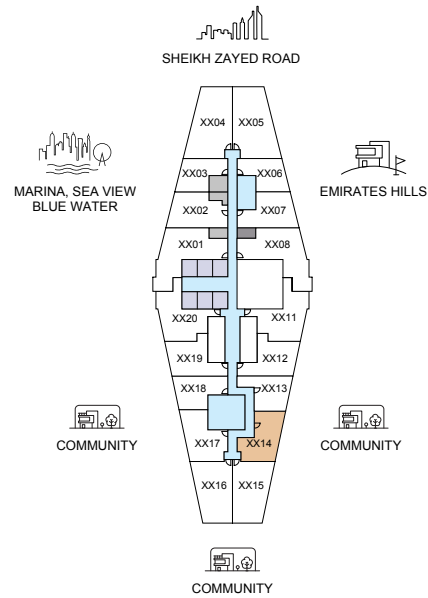 SHEIKH ZAYED ROAD
XX04 XX05
MARINA, SEA VIEW
BLUE WATER
EMIRATES HILLS
XX03 XX06
XX02 XX07
XX01 XX08
XX20 XX11
XX19 XX12
XX18 XX13
COMMUNITY
COMMUNITY
XX17 XX14
XX16 XX15
COMMUNITY